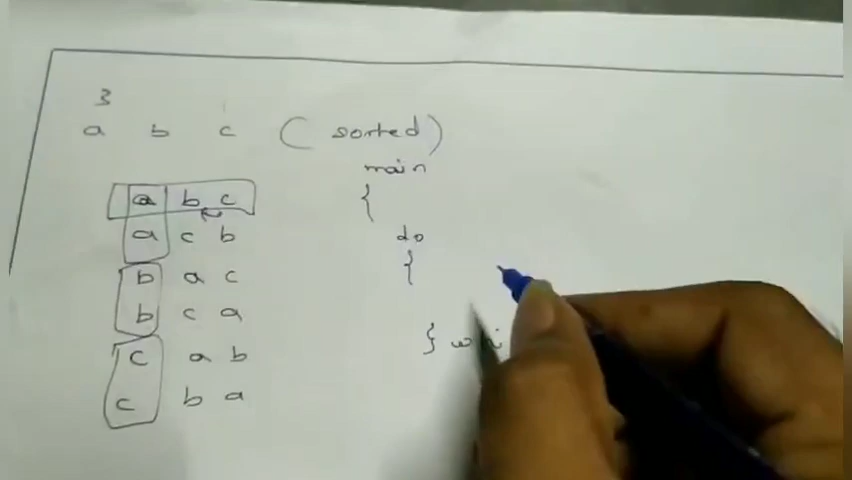 3
a b c (sorted)
main
a b c {
a c b do
b a c {
b c a
} w
c a b
c b a